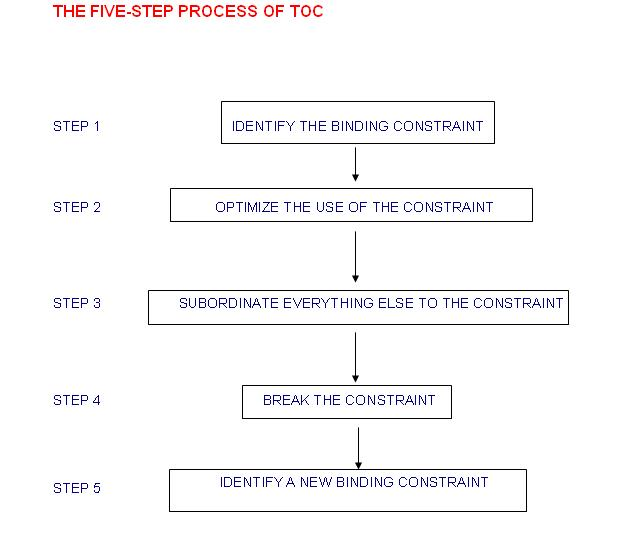 THE FIVE-STEP PROCESS OF TOC
STEP 1 IDENTIFY THE BINDING CONSTRAINT
STEP 2 OPTIMIZE THE USE OF THE CONSTRAINT
STEP 3 SUBORDINATE EVERYTHING ELSE TO THE CONSTRAINT
STEP 4 BREAK THE CONSTRAINT
STEP 5 IDENTIFY A NEW BINDING CONSTRAINT